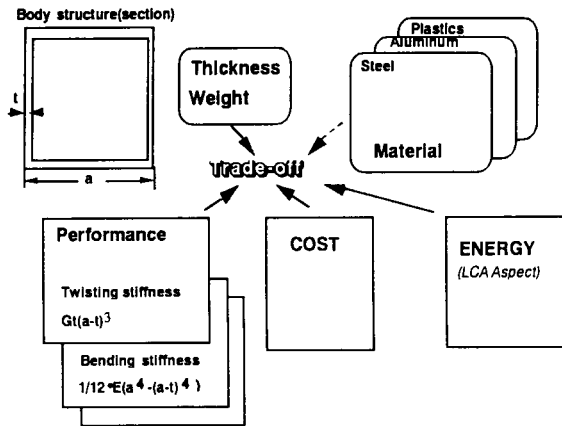 Body structure(section)
t
a
Thickness
Weight
Plastics
Aluminum
Steel
Material
Trade-off
Performance
Twisting stiffness
Gt(a-t)³
Bending stiffness
1/12*E(a⁴-(a-t)⁴)
COST
ENERGY
(LCA Aspect)